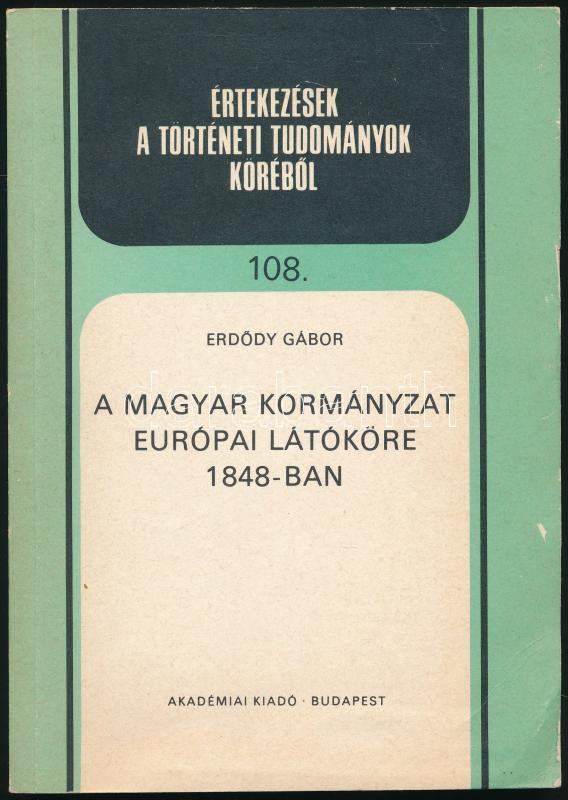 ÉRTEKEZÉSEK
A TÖRTÉNETI TUDOMÁNYOK
KÖRÉBŐL
108.
ERDŐDY GÁBOR
A MAGYAR KORMÁNYZAT
EURÓPAI LÁTÓKÖRE
1848-BAN
AKADÉMIAI KIADÓ · BUDAPEST